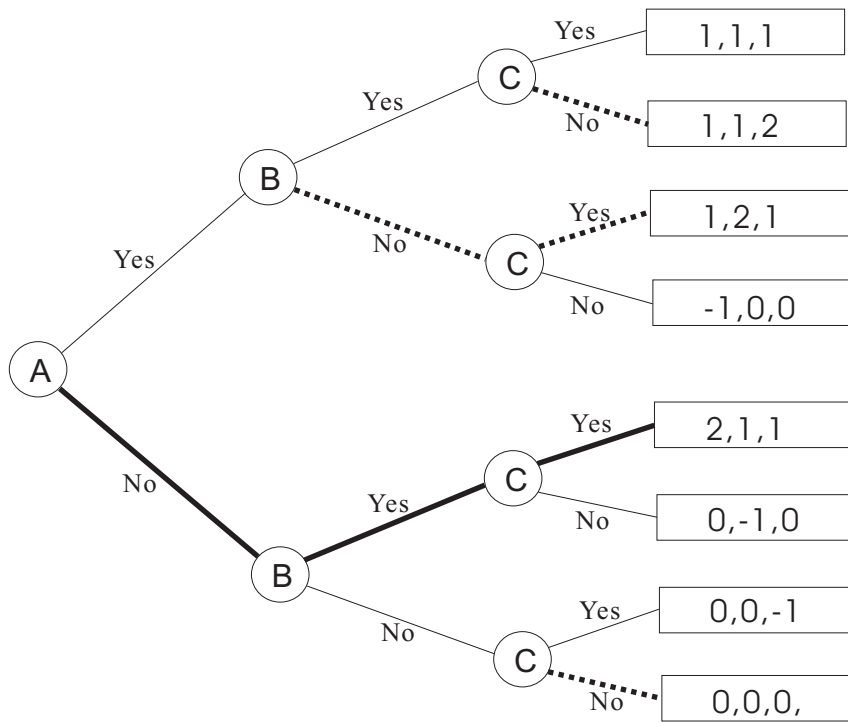 Yes
1,1,1
C
Yes
No
1,1,2
B
Yes
1,2,1
No
C
Yes
No
-1,0,0
A
Yes
2,1,1
No
C
Yes
No
0,-1,0
B
Yes
0,0,-1
No
C
No
0,0,0,